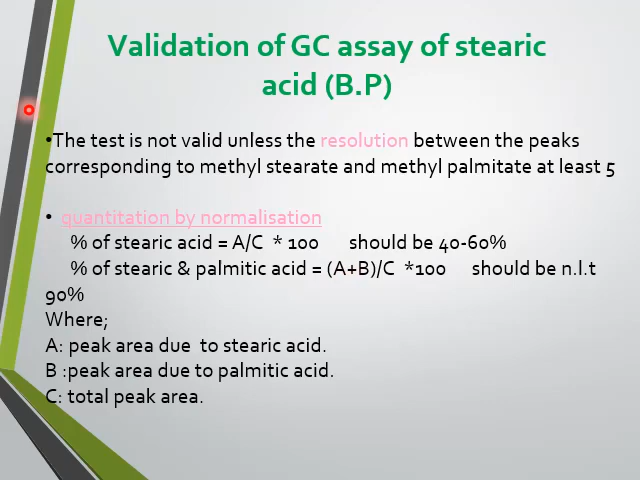 Validation of GC assay of stearic
acid (B.P)
•The test is not valid unless the resolution between the peaks
corresponding to methyl stearate and methyl palmitate at least 5
• quantitation by normalisation
% of stearic acid = A/C * 100 should be 40-60%
% of stearic & palmitic acid = (A+B)/C *100 should be n.l.t
90%
Where;
A: peak area due to stearic acid.
B :peak area due to palmitic acid.
C: total peak area.